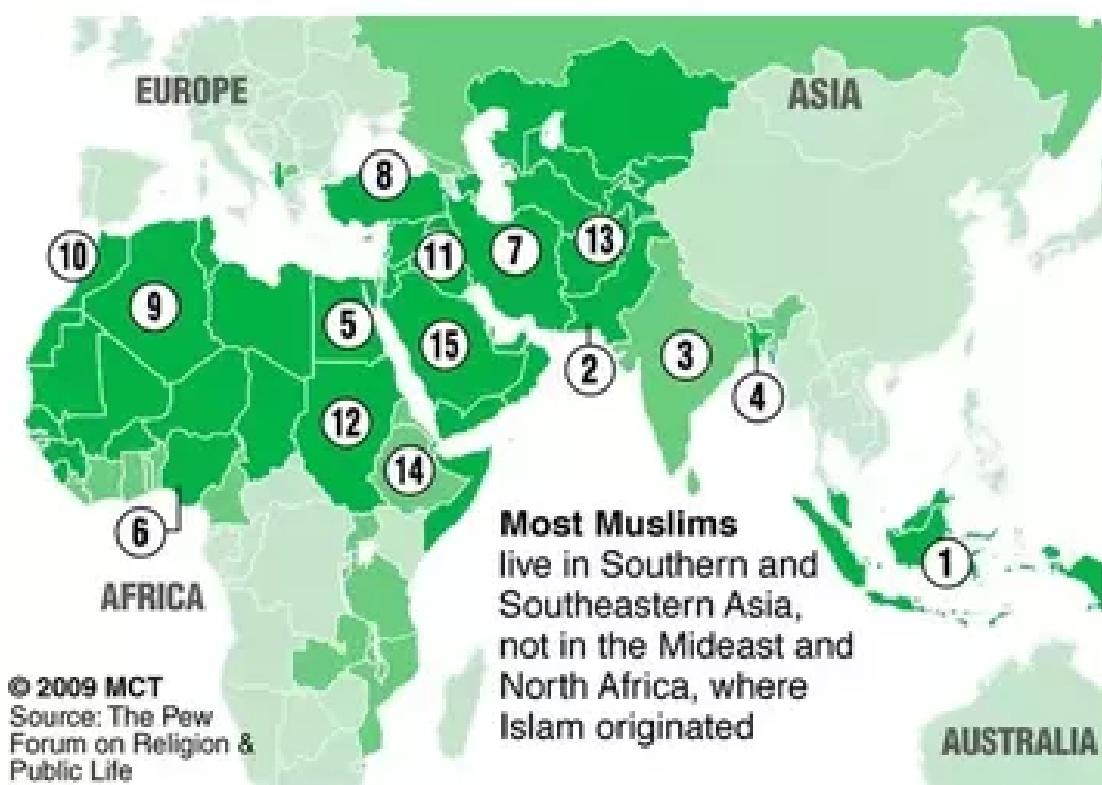 EUROPE
ASIA
8
10
11
7
13
9
5
15
3
2
4
12
14
6
1
AFRICA
Most Muslims
live in Southern and
Southeastern Asia,
not in the Mideast and
North Africa, where
Islam originated
© 2009 MCT
Source: The Pew
Forum on Religion &
Public Life
AUSTRALIA